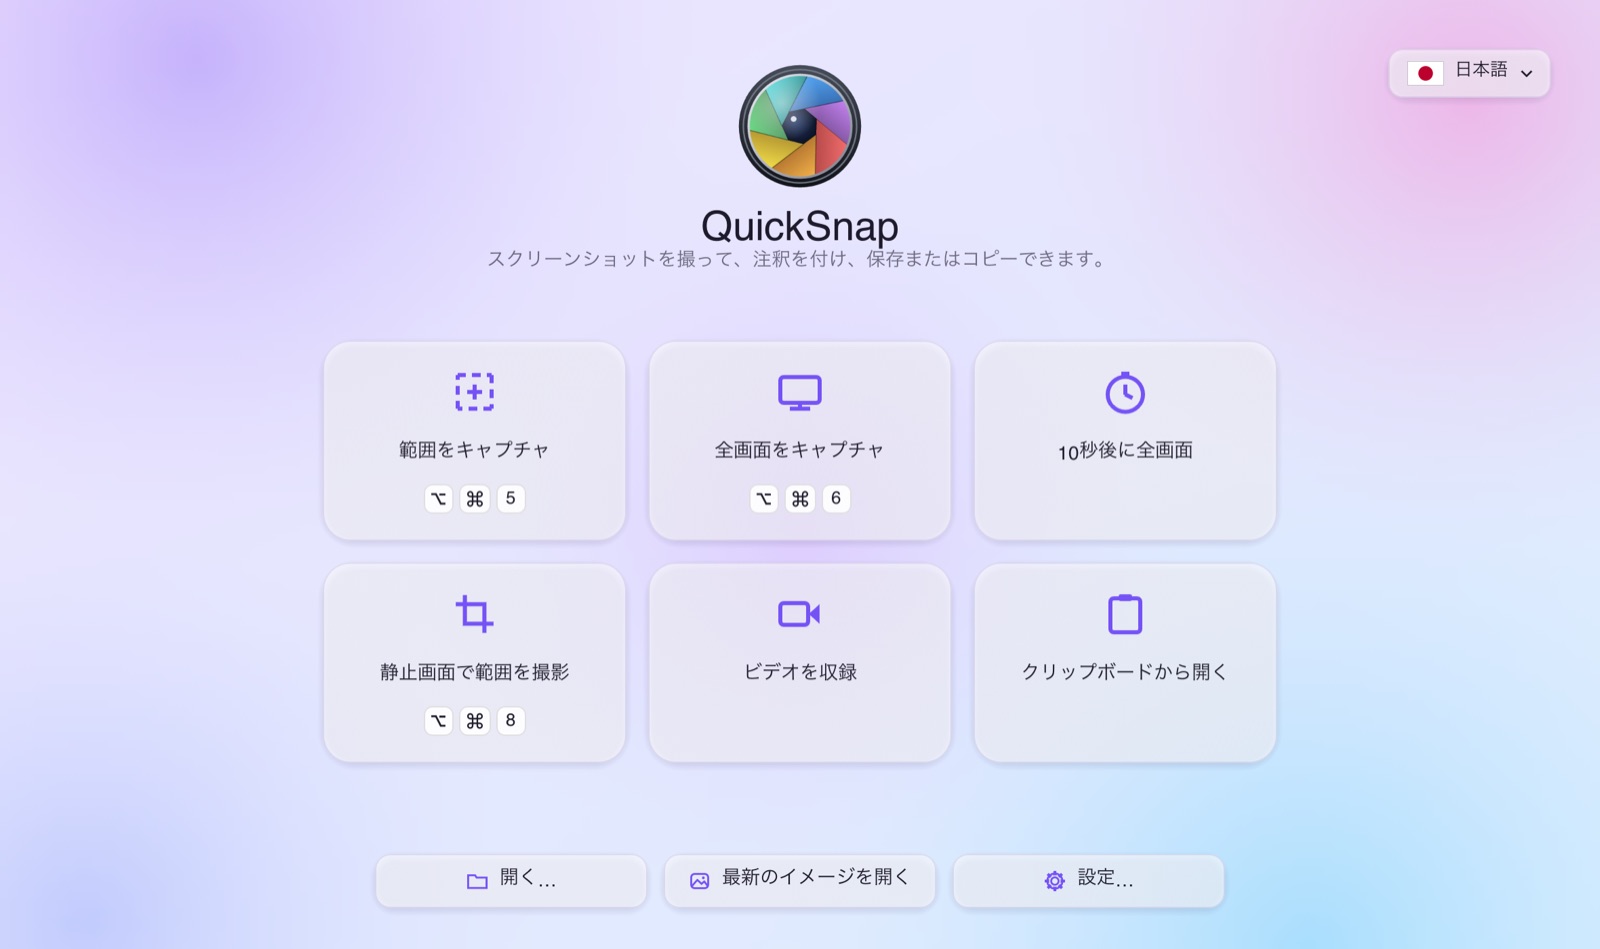 日本語
QuickSnap
スクリーンショットを撮って、注釈を付け、保存またはコピーできます。
範囲をキャプチャ
⌥ ⌘ 5
全画面をキャプチャ
⌥ ⌘ 6
10秒後に全画面
静止画面で範囲を撮影
⌥ ⌘ 8
ビデオを収録
クリップボードから開く
開く...
最新のイメージを開く
設定...